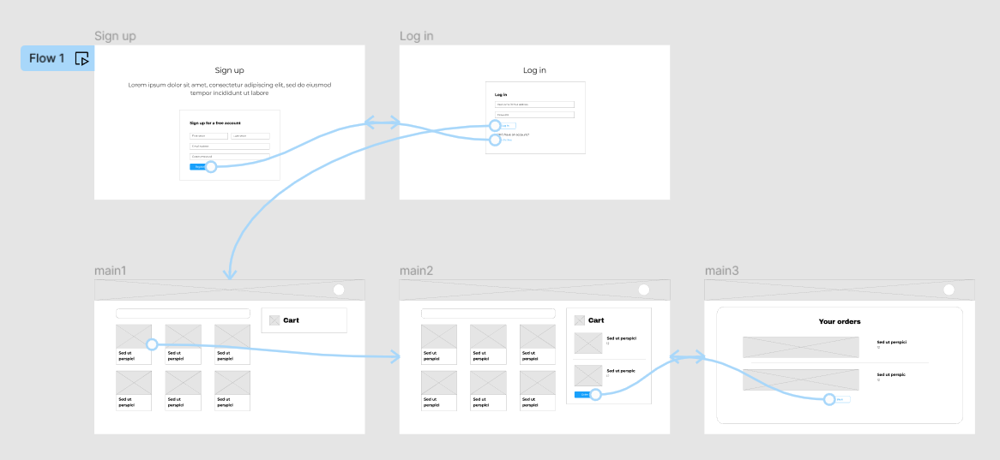 Sign up
Log in
Flow 1
Sign up
Lorem ipsum dolor sit amet, consectetur adipiscing elit, sed do eiusmod
tempor incididunt ut labore
Sign up for a free account
Log in
Log in
main1
Cart
Sed ut
perspici
Sed ut
perspici
Sed ut
perspici
Sed ut
perspici
Sed ut
perspici
Sed ut
perspici
main2
Sed ut
perspici
Sed ut
perspici
Sed ut
perspici
Sed ut
perspici
Sed ut
perspici
Sed ut
perspici
Cart
Sed ut perspici
Sed ut perspic
main3
Your orders
Sed ut perspici
Sed ut perspic